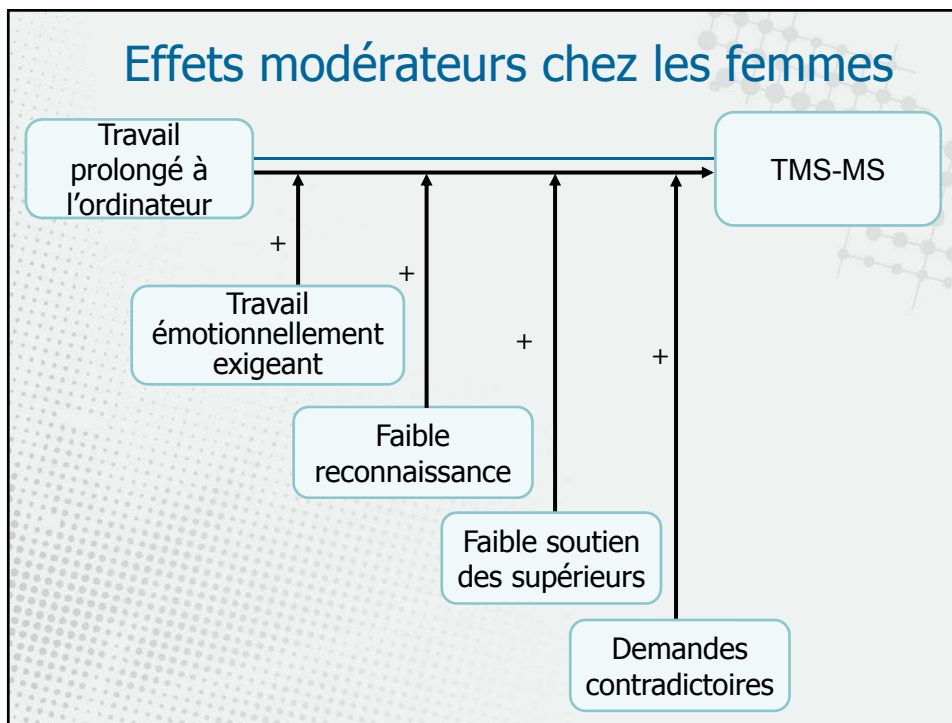 Effets modérateurs chez les femmes
Travail
prolongé à
l’ordinateur
TMS-MS
+
+
Travail
émotionnellement
exigeant
+
+
Faible
reconnaissance
Faible soutien
des supérieurs
Demandes
contradictoires